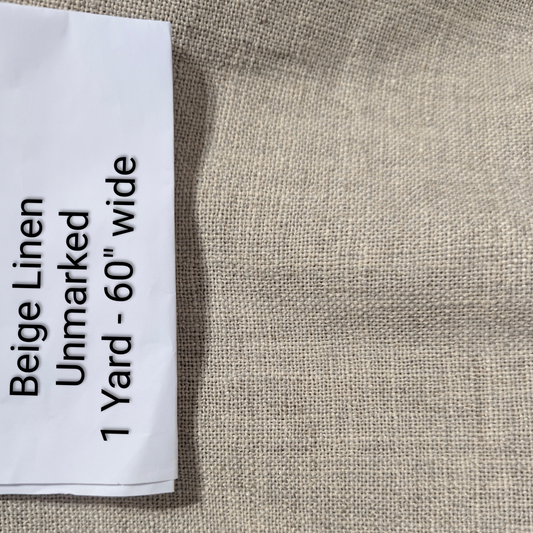 Beige Linen
Unmarked
1 Yard - 60" wide